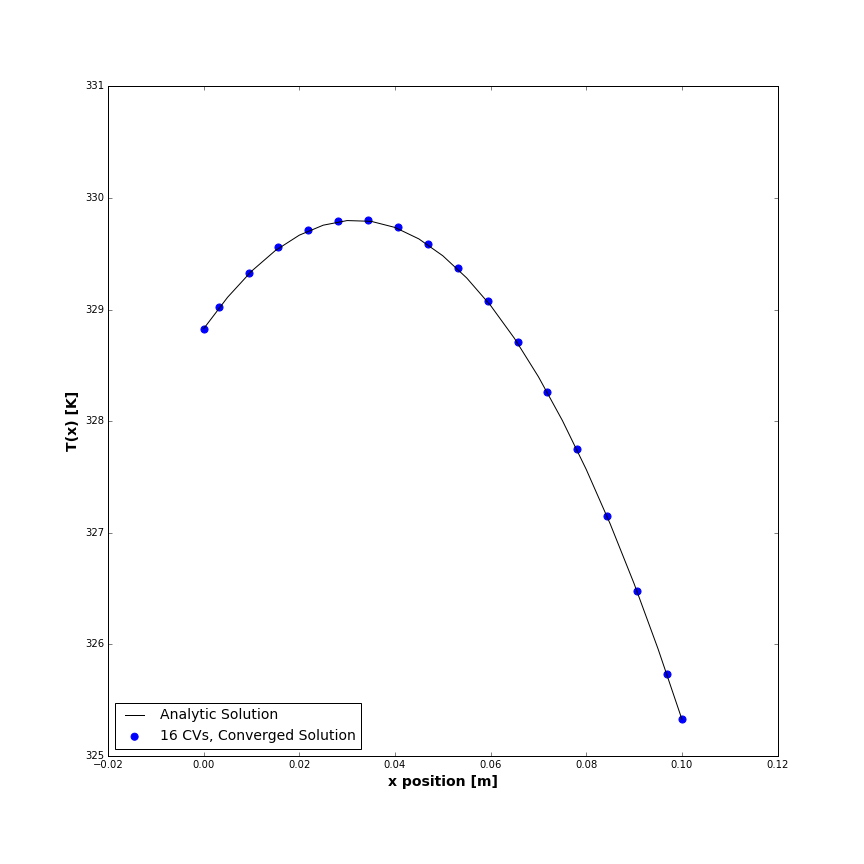 331
330
329
328
327
326
325
T(x) [K]
Analytic Solution
16 CVs, Converged Solution
−0.02 0.00 0.02 0.04 0.06 0.08 0.10 0.12
x position [m]